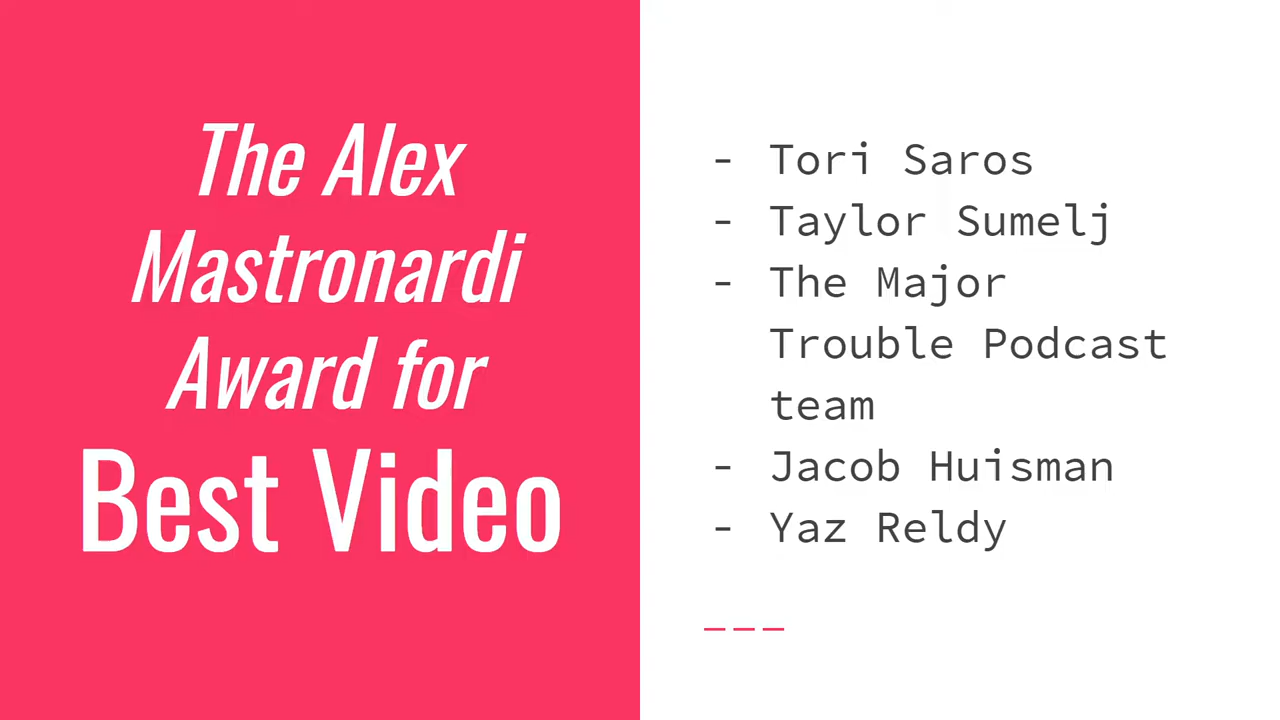 The Alex
Mastronardi
Award for
Best Video
- Tori Saros
- Taylor Sumelj
- The Major
Trouble Podcast
team
- Jacob Huisman
- Yaz Reldy